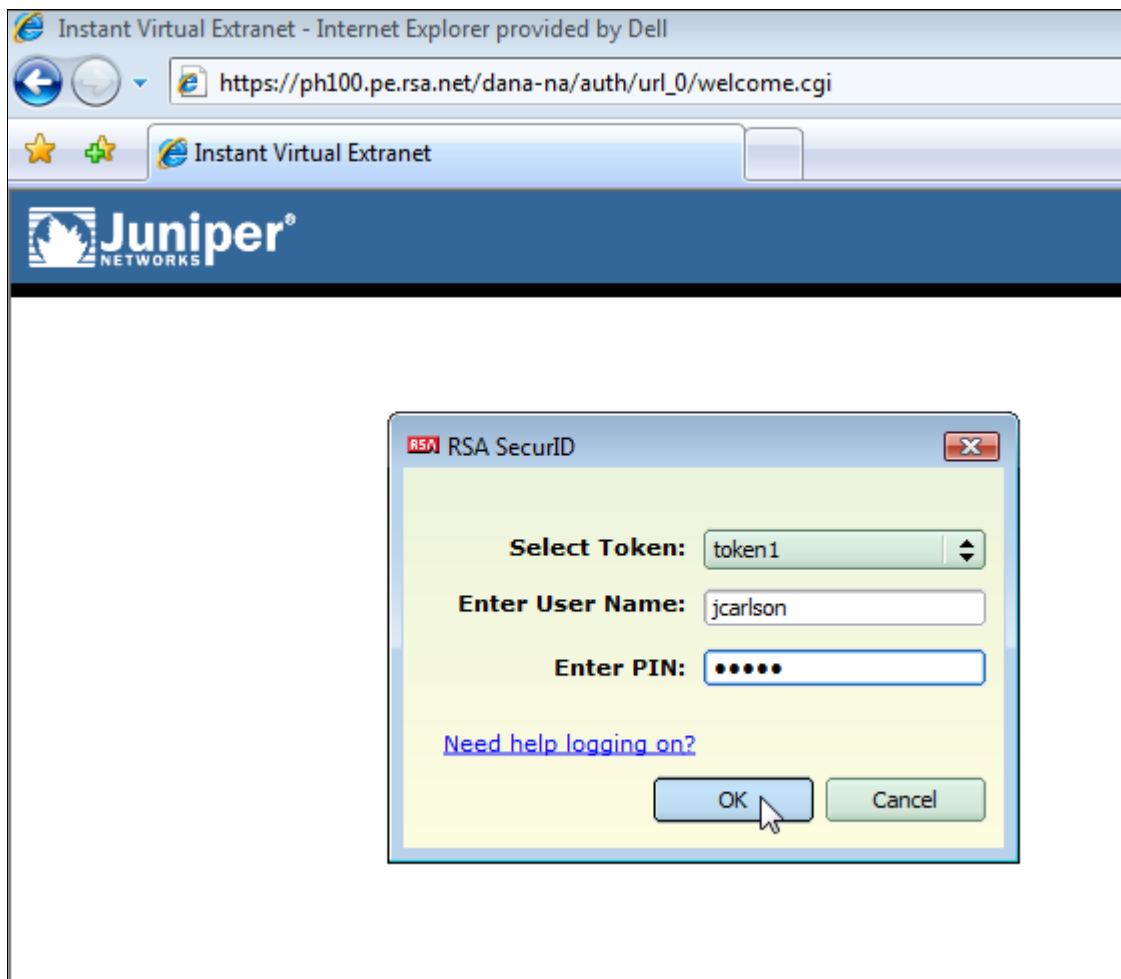 Instant Virtual Extranet - Internet Explorer provided by Dell
https://ph100.pe.rsa.net/dana-na/auth/url_0/welcome.cgi
Instant Virtual Extranet
Juniper®
NETWORKS
RSA RSA SecurID
Select Token: token1
Enter User Name: jcarlson
Enter PIN: •••••
Need help logging on?
OK Cancel